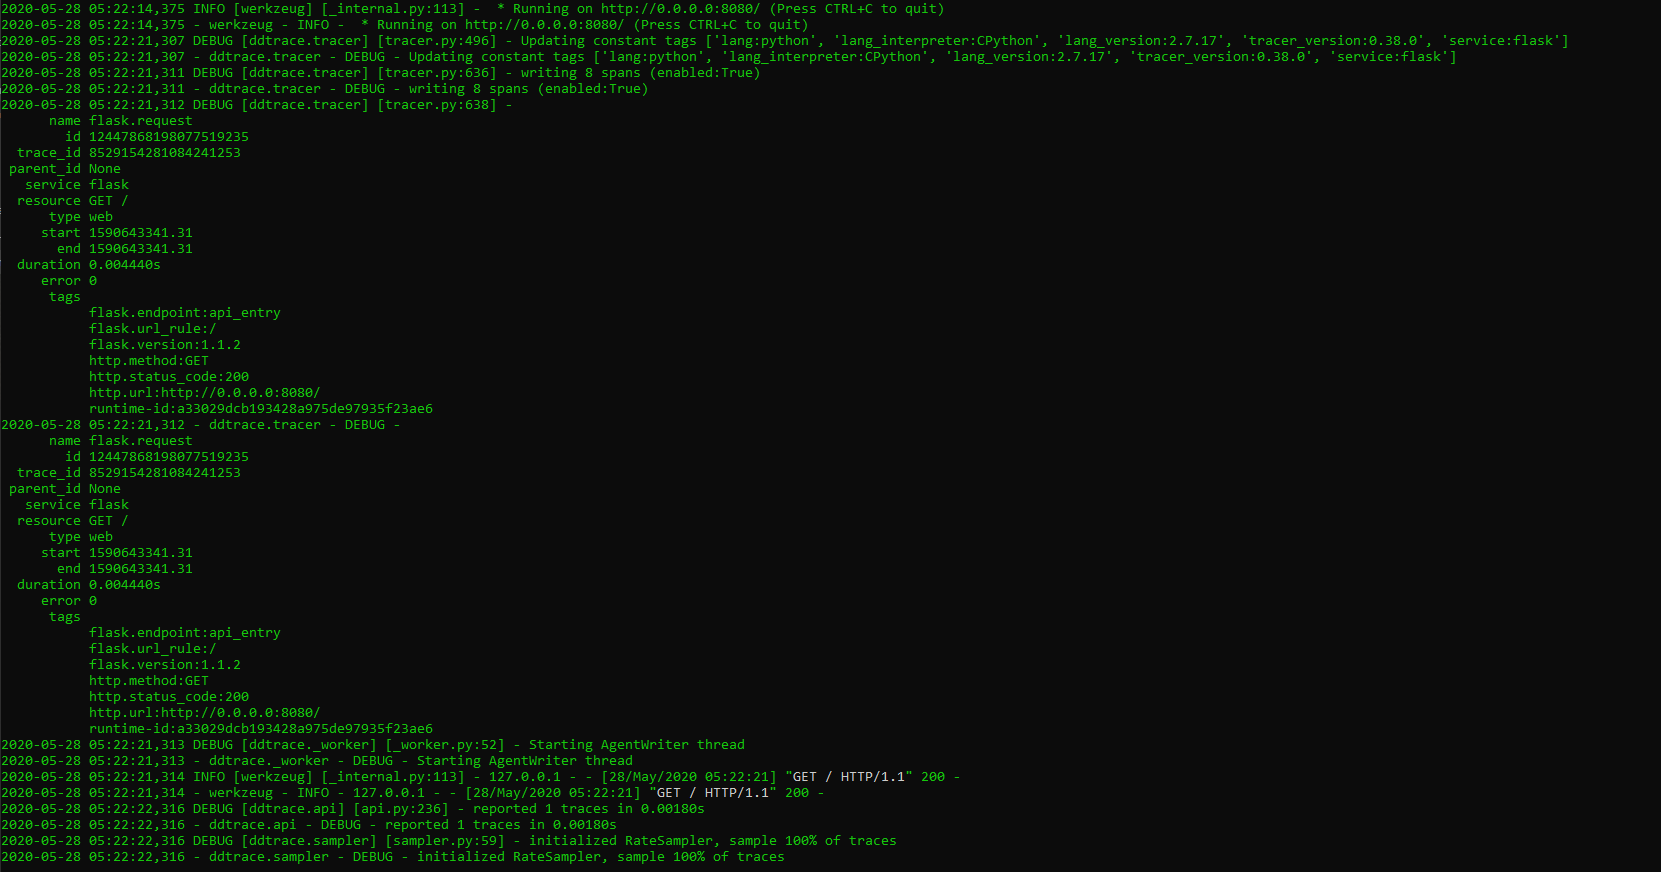 2020-05-28 05:22:14,375 INFO [werkzeug] [_internal.py:113] -  * Running on http://0.0.0.0:8080/ (Press CTRL+C to quit)
2020-05-28 05:22:14,375 - werkzeug - INFO -  * Running on http://0.0.0.0:8080/ (Press CTRL+C to quit)
2020-05-28 05:22:21,307 DEBUG [ddtrace.tracer] [tracer.py:496] - Updating constant tags ['lang:python', 'lang_interpreter:CPython', 'lang_version:2.7.17', 'tracer_version:0.38.0', 'service:flask']
2020-05-28 05:22:21,307 - ddtrace.tracer - DEBUG - Updating constant tags ['lang:python', 'lang_interpreter:CPython', 'lang_version:2.7.17', 'tracer_version:0.38.0', 'service:flask']
2020-05-28 05:22:21,311 DEBUG [ddtrace.tracer] [tracer.py:636] - writing 8 spans (enabled:True)
2020-05-28 05:22:21,311 - ddtrace.tracer - DEBUG - writing 8 spans (enabled:True)
2020-05-28 05:22:21,312 DEBUG [ddtrace.tracer] [tracer.py:638] -
      name flask.request
        id 12447868198077519235
  trace_id 8529154281084241253
 parent_id None
   service flask
  resource GET /
      type web
     start 1590643341.31
       end 1590643341.31
  duration 0.004440s
     error 0
      tags
           flask.endpoint:api_entry
           flask.url_rule:/
           flask.version:1.1.2
           http.method:GET
           http.status_code:200
           http.url:http://0.0.0.0:8080/
           runtime-id:a33029dcb193428a975de97935f23ae6
2020-05-28 05:22:21,312 - ddtrace.tracer - DEBUG -
      name flask.request
        id 12447868198077519235
  trace_id 8529154281084241253
 parent_id None
   service flask
  resource GET /
      type web
     start 1590643341.31
       end 1590643341.31
  duration 0.004440s
     error 0
      tags
           flask.endpoint:api_entry
           flask.url_rule:/
           flask.version:1.1.2
           http.method:GET
           http.status_code:200
           http.url:http://0.0.0.0:8080/
           runtime-id:a33029dcb193428a975de97935f23ae6
2020-05-28 05:22:21,313 DEBUG [ddtrace._worker] [_worker.py:52] - Starting AgentWriter thread
2020-05-28 05:22:21,313 - ddtrace._worker - DEBUG - Starting AgentWriter thread
2020-05-28 05:22:21,314 INFO [werkzeug] [_internal.py:113] - 127.0.0.1 - - [28/May/2020 05:22:21] "GET / HTTP/1.1" 200 -
2020-05-28 05:22:21,314 - werkzeug - INFO - 127.0.0.1 - - [28/May/2020 05:22:21] "GET / HTTP/1.1" 200 -
2020-05-28 05:22:22,316 DEBUG [ddtrace.api] [api.py:236] - reported 1 traces in 0.00180s
2020-05-28 05:22:22,316 - ddtrace.api - DEBUG - reported 1 traces in 0.00180s
2020-05-28 05:22:22,316 DEBUG [ddtrace.sampler] [sampler.py:59] - initialized RateSampler, sample 100% of traces
2020-05-28 05:22:22,316 - ddtrace.sampler - DEBUG - initialized RateSampler, sample 100% of traces